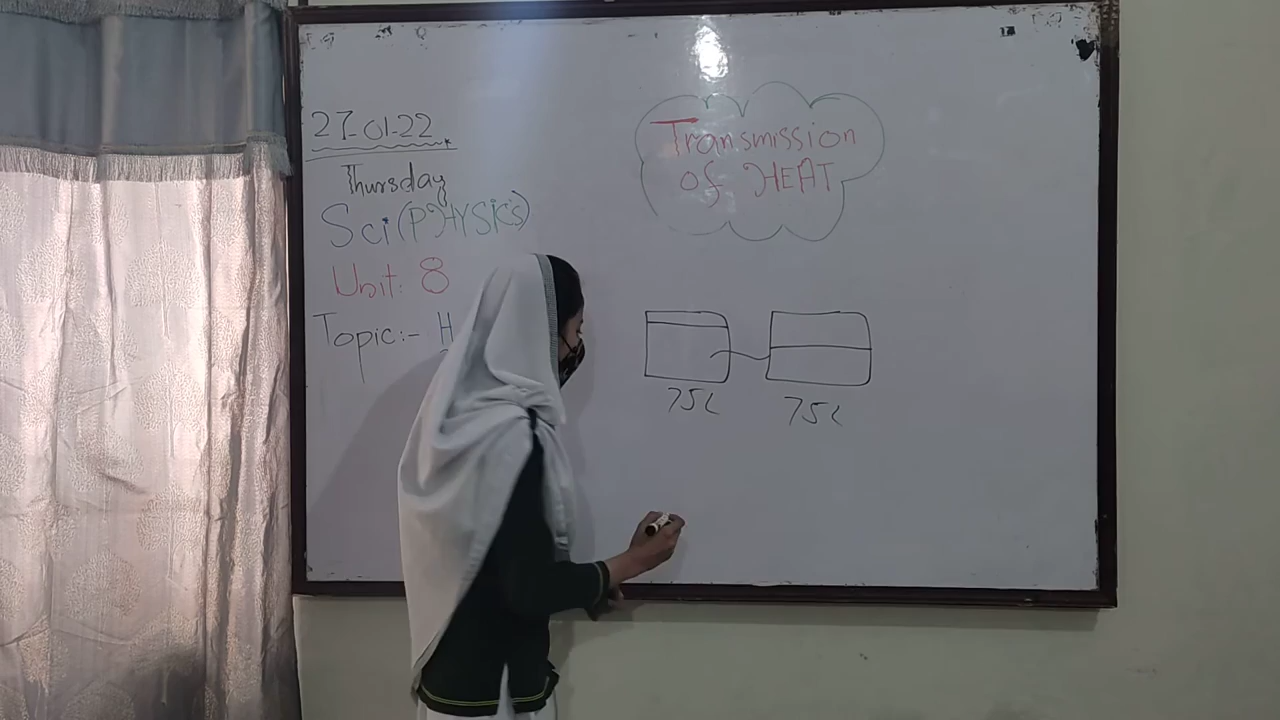 27-01-22
Thursday
Sci (PHYSICS)
Unit: 8
Topic:- H
Transmission
of HEAT
75L 75L